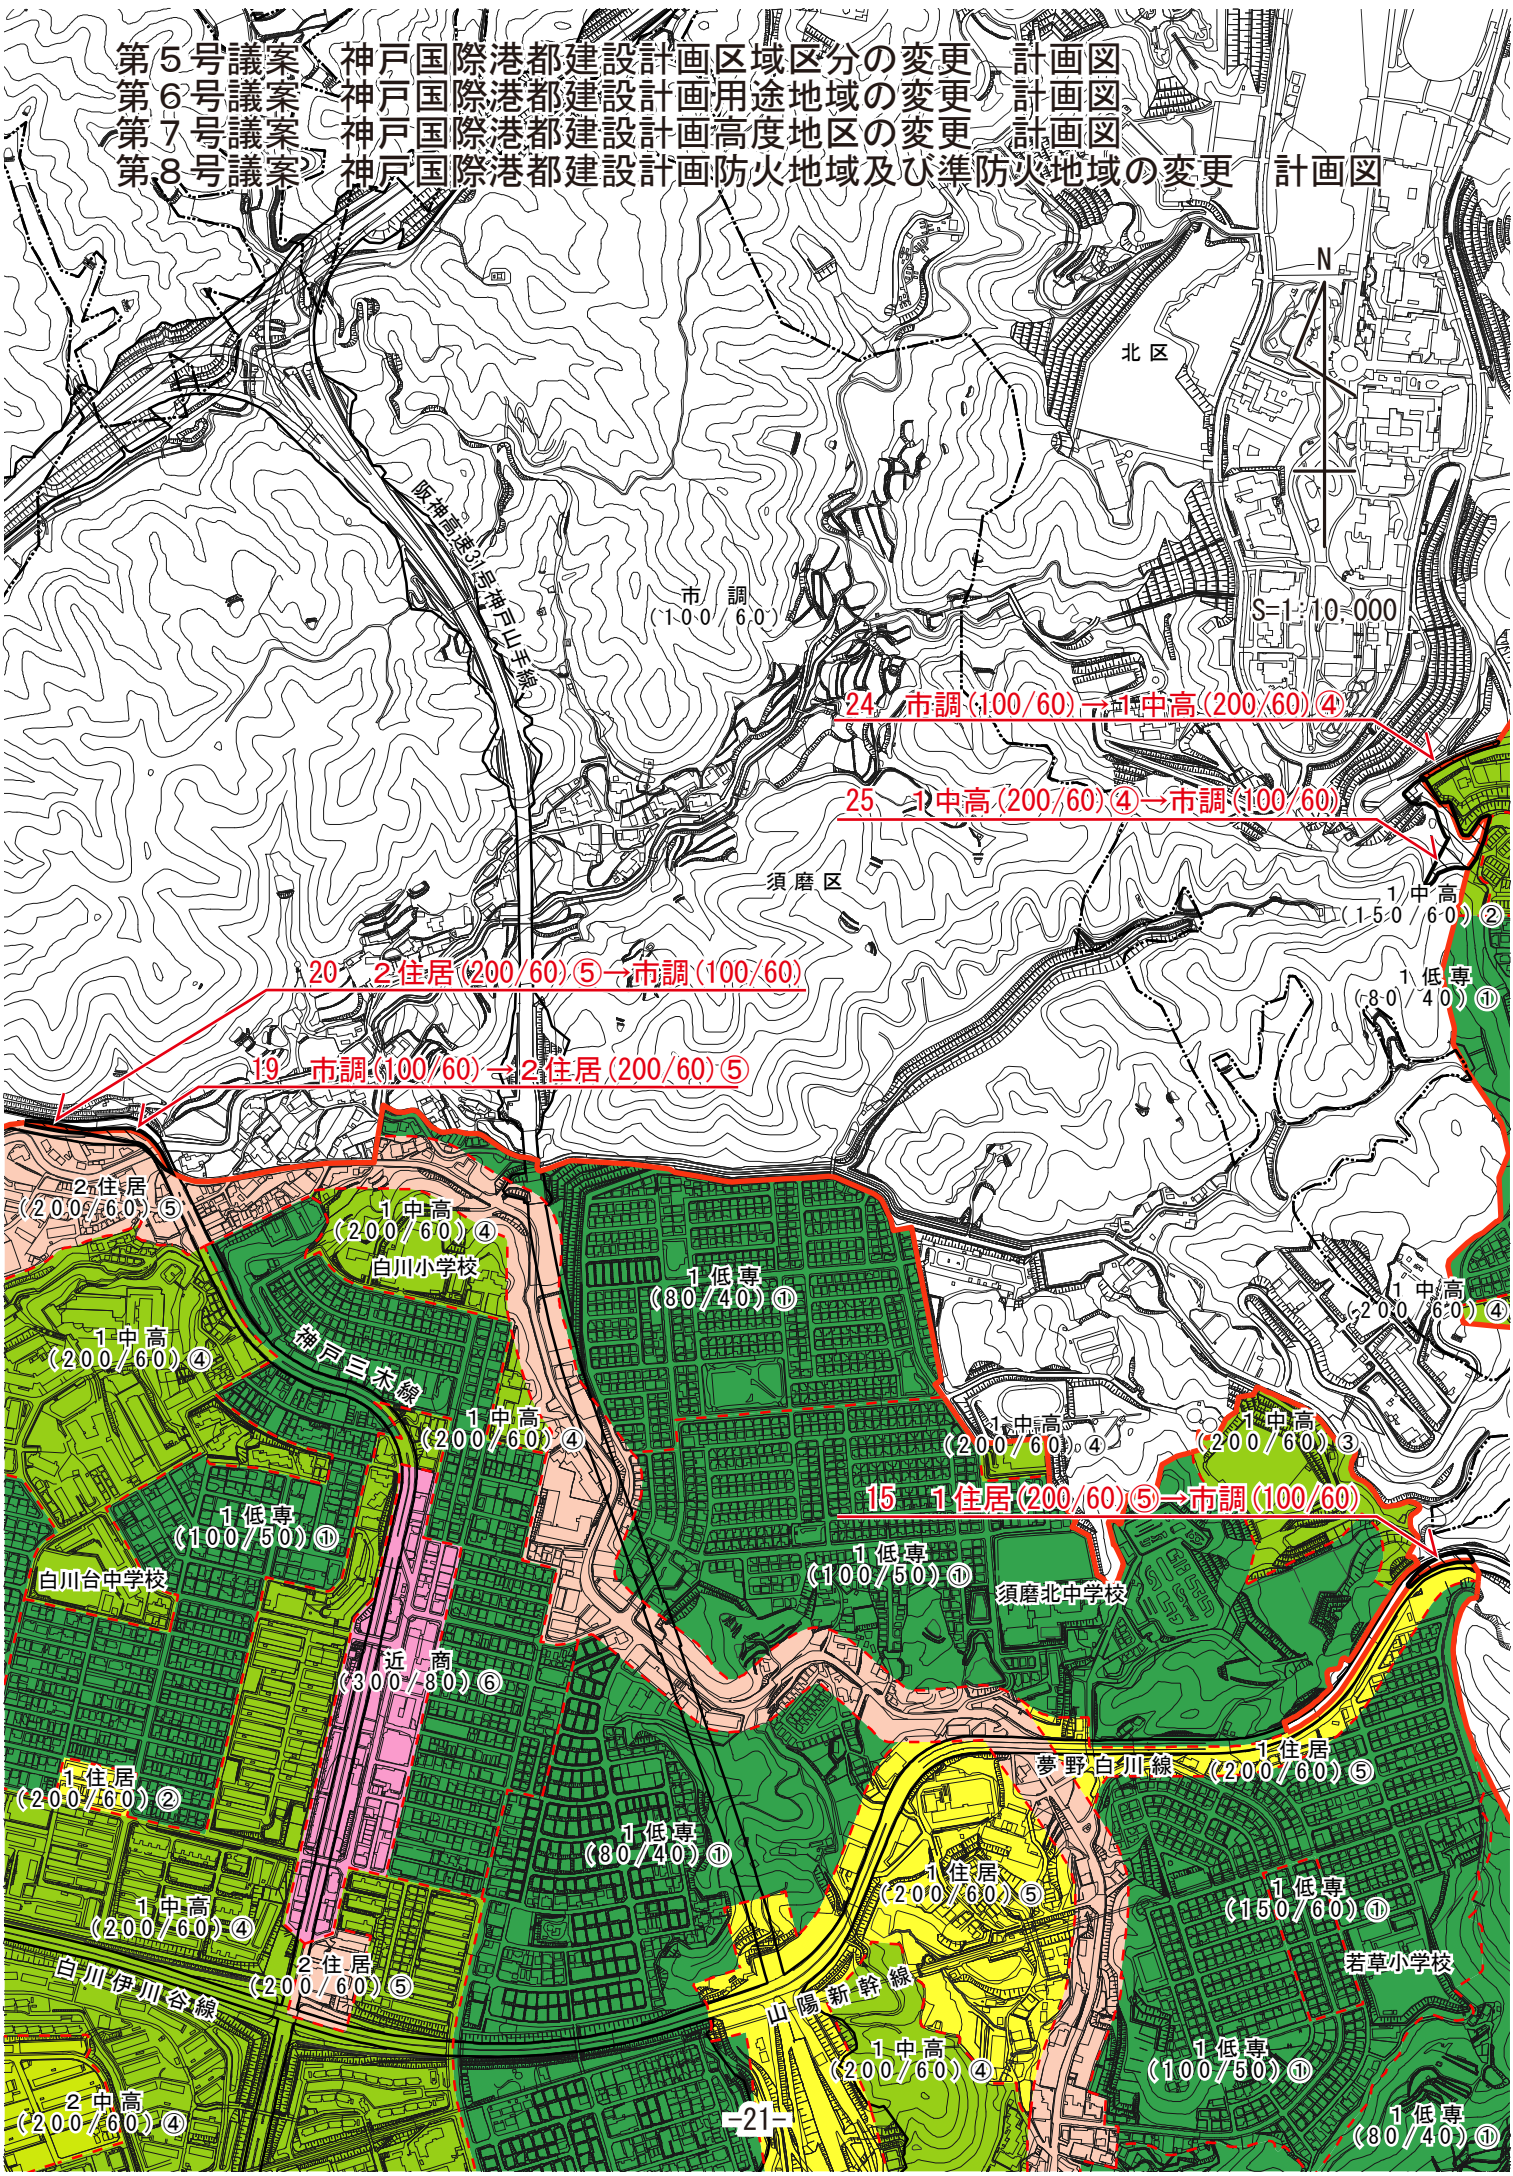 第５号議案　神戸国際港都建設計画区域区分の変更　計画図
第６号議案　神戸国際港都建設計画用途地域の変更　計画図
第７号議案　神戸国際港都建設計画高度地区の変更　計画図
第８号議案　神戸国際港都建設計画防火地域及び準防火地域の変更　計画図
N
北区
阪神高速31号神戸山手線
市　調
(100/60)
S=1:10,000
24　市調(100/60)→１中高(200/60)④
25　１中高(200/60)④→市調(100/60)
須磨区
１中高
(150/60)②
20　２住居(200/60)⑤→市調(100/60)
１低専
(80/40)①
19　市調(100/60)→２住居(200/60)⑤
２住居
(200/60)⑤
１中高
(200/60)④
白川小学校
１低専
(80/40)①
１中高
(200/60)④
１中高
(200/60)④
神戸三木線
１中高
(200/60)④
１中高
(200/60)④
１中高
(200/60)③
15　１住居(200/60)⑤→市調(100/60)
１低専
(100/50)①
白川台中学校
１低専
(100/50)①
須磨北中学校
近　商
(300/80)⑥
夢野白川線
１住居
(200/60)⑤
１住居
(200/60)②
１低専
(80/40)①
１住居
(200/60)⑤
１低専
(150/60)①
１中高
(200/60)④
白川伊川谷線
２住居
(200/60)⑤
山陽新幹線
若草小学校
１中高
(200/60)④
１低専
(100/50)①
２中高
(200/60)④
１低専
(80/40)①
-21-